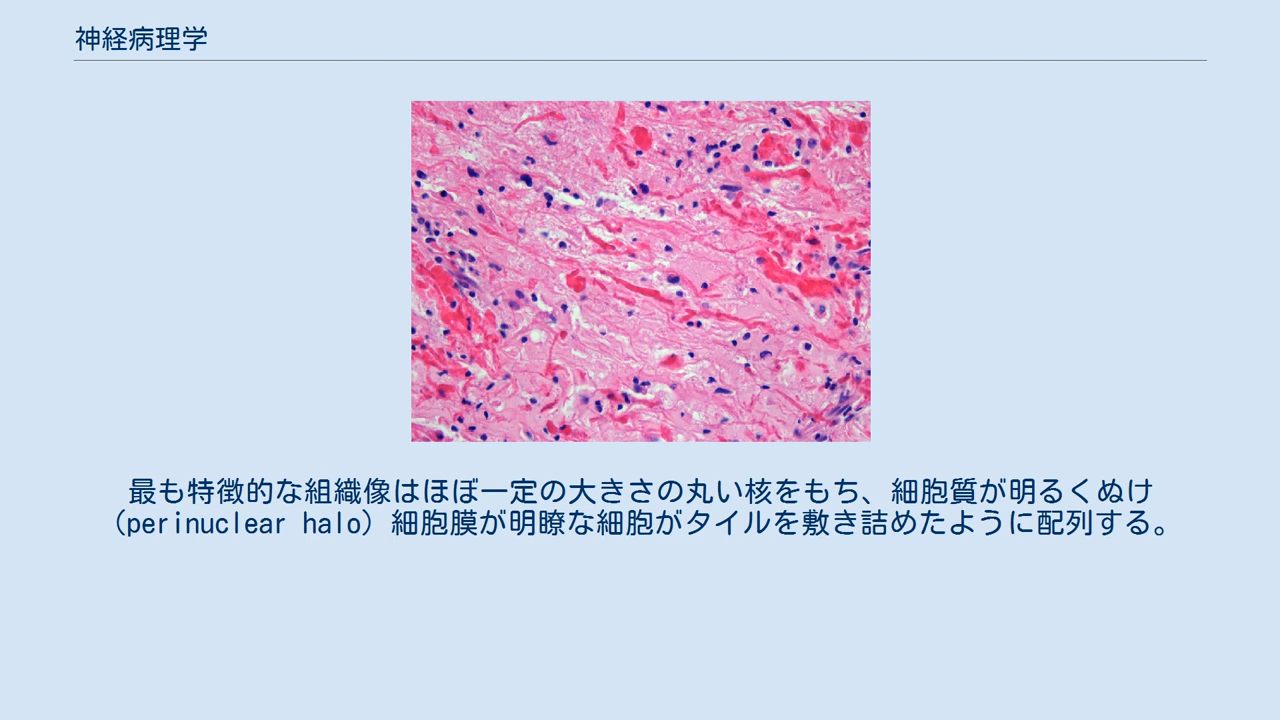 神経病理学
最も特徴的な組織像はほぼ一定の大きさの丸い核をもち、細胞質が明るくぬけ
（perinuclear halo）細胞膜が明瞭な細胞がタイルを敷き詰めたように配列する。